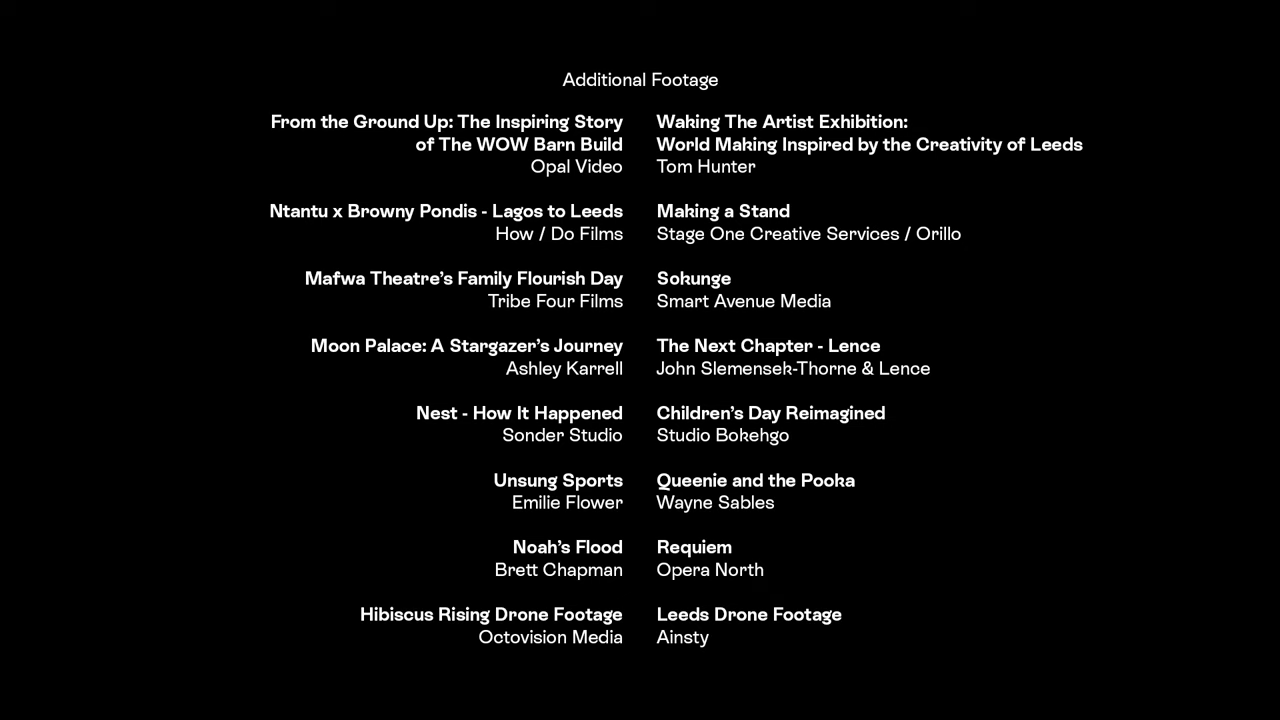 Additional Footage
From the Ground Up: The Inspiring Story
of The WOW Barn Build
Opal Video
Ntantu x Browny Pondis - Lagos to Leeds
How / Do Films
Mafwa Theatre’s Family Flourish Day
Tribe Four Films
Moon Palace: A Stargazer’s Journey
Ashley Karrell
Nest - How It Happened
Sonder Studio
Unsung Sports
Emilie Flower
Noah’s Flood
Brett Chapman
Hibiscus Rising Drone Footage
Octovision Media
Waking The Artist Exhibition:
World Making Inspired by the Creativity of Leeds
Tom Hunter
Making a Stand
Stage One Creative Services / Orillo
Sokunge
Smart Avenue Media
The Next Chapter - Lence
John Slemensek-Thorne & Lence
Children’s Day Reimagined
Studio Bokehgo
Queenie and the Pooka
Wayne Sables
Requiem
Opera North
Leeds Drone Footage
Ainsty